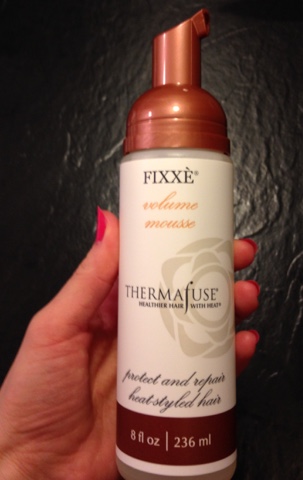 FIXXÈ®
volume
mousse
THERMAfUSE®
HEALTHIER HAIR WITH HEAT®
protect and repair
heat-styled hair
8 fl oz | 236 ml